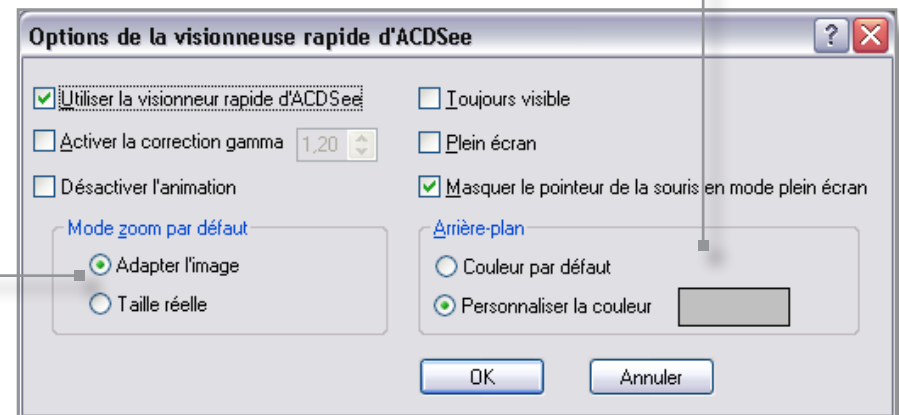 Options de la visionneuse rapide d'ACDSee
Utiliser la visionneur rapide d'ACDSee
Toujours visible
Activer la correction gamma 1,20
Plein écran
Désactiver l'animation
Masquer le pointeur de la souris en mode plein écran
Mode zoom par défaut
Adapter l'image
Taille réelle
Arrière-plan
Couleur par défaut
Personnaliser la couleur
OK
Annuler